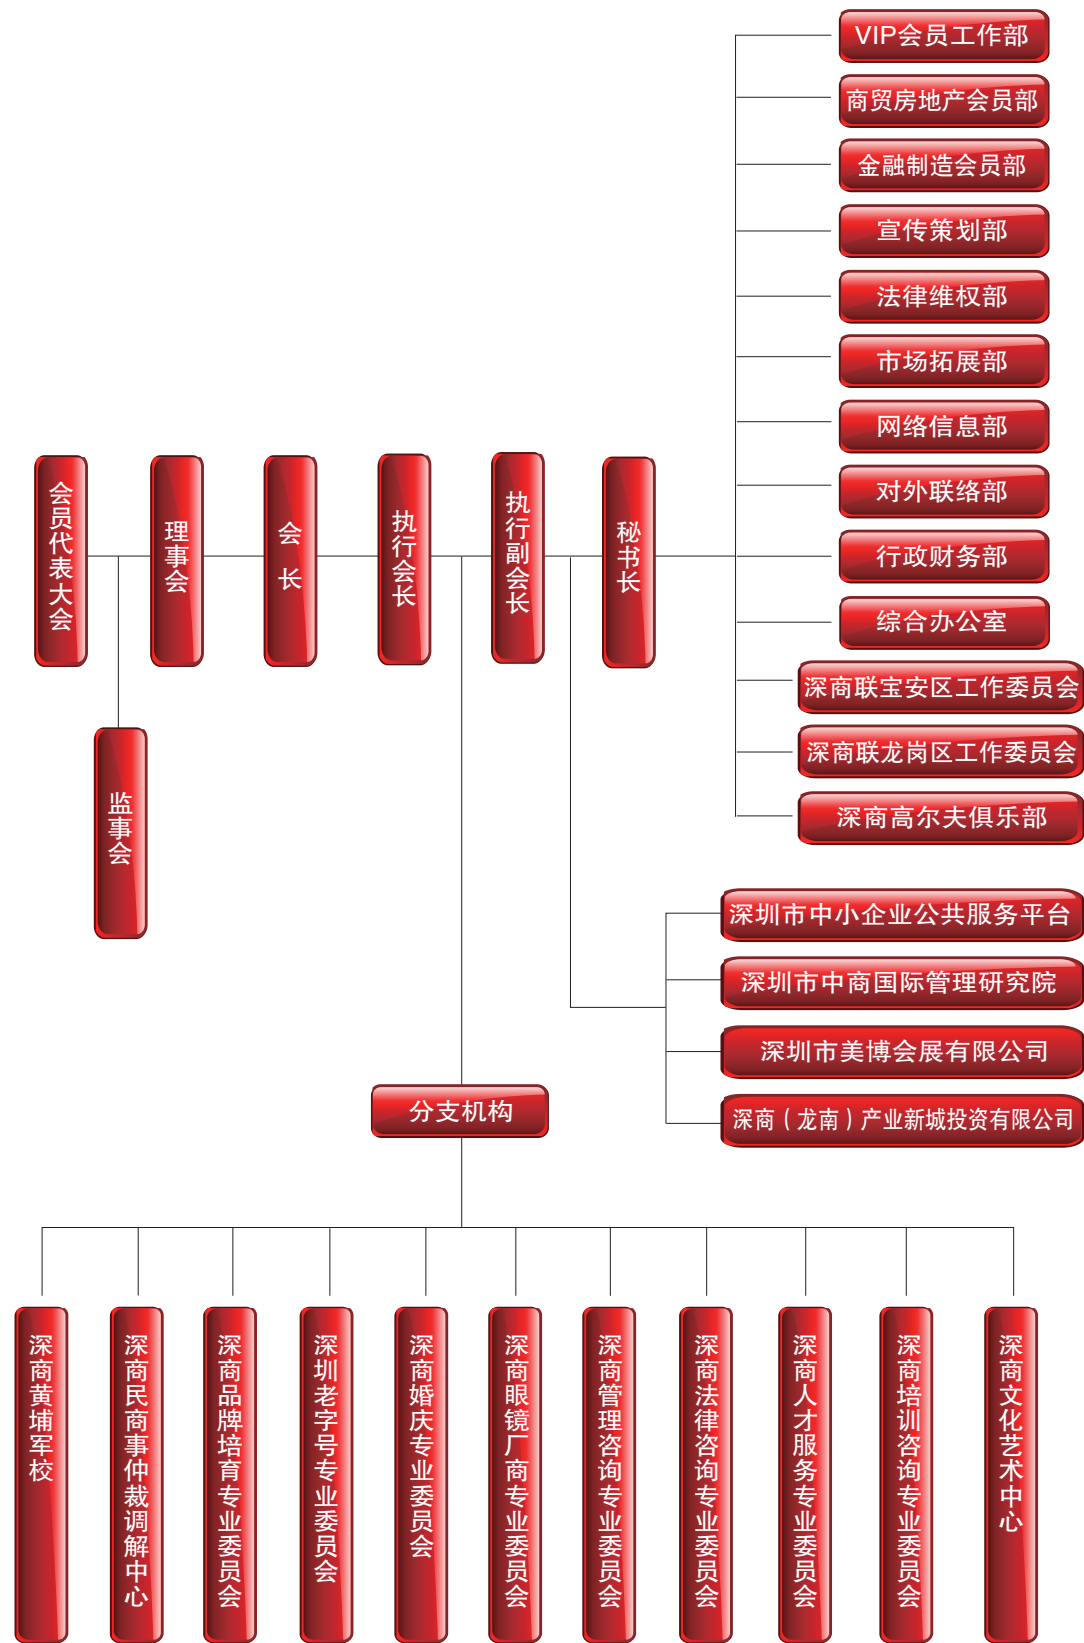 VIP会员工作部
商贸房地产会员部
金融制造会员部
宣传策划部
法律维权部
市场拓展部
网络信息部
对外联络部
行政财务部
综合办公室
深商联宝安区工作委员会
深商联龙岗区工作委员会
深商高尔夫俱乐部
会员代表大会
理事会
会长
执行会长
执行副会长
秘书长
监事会
深圳市中小企业公共服务平台
深圳市中商国际管理研究院
深圳市美博会展有限公司
深商（龙南）产业新城投资有限公司
分支机构
深商黄埔军校
深商民商事仲裁调解中心
深商品牌培育专业委员会
深圳老字号专业委员会
深商婚庆专业委员会
深商眼镜厂商专业委员会
深商管理咨询专业委员会
深商法律咨询专业委员会
深商人才服务专业委员会
深商培训咨询专业委员会
深商文化艺术中心